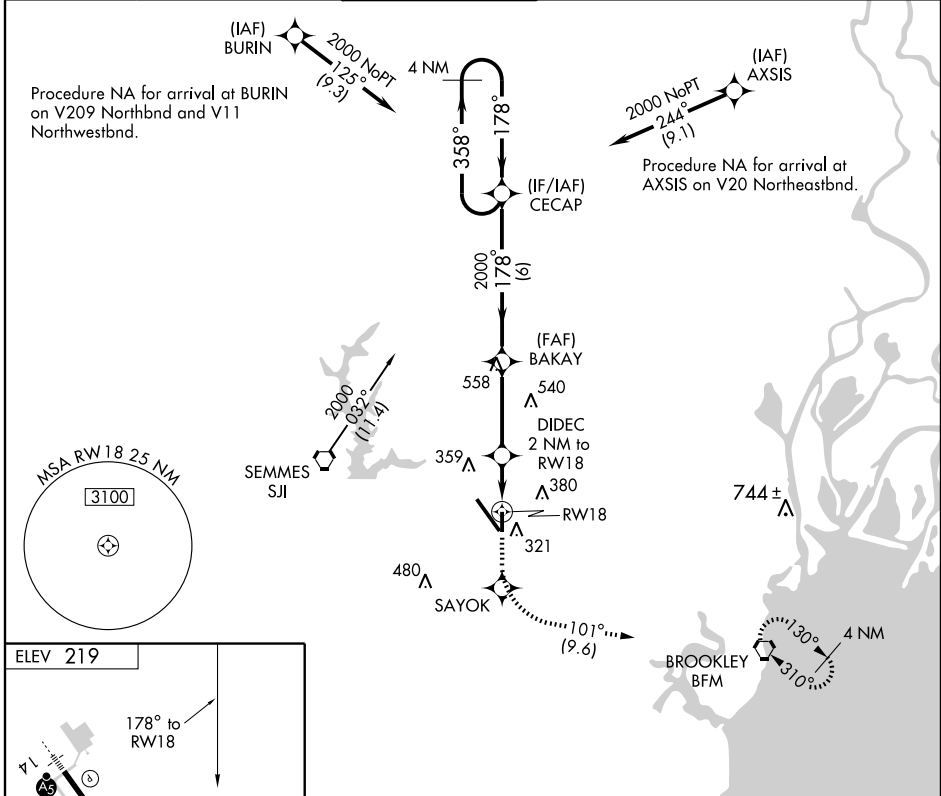 (IAF)
BURIN
2000 NoPT
125°
(9.3)
4 NM
(IAF)
AXSIS
2000 NoPT
244°
(9.1)
Procedure NA for arrival at BURIN
on V209 Northbnd and V11
Northwestbnd.
358°
178°
Procedure NA for arrival at
AXSIS on V20 Northeastbnd.
(IF/IAF)
CECAP
2000
178°
(6)
(FAF)
BAKAY
558
540
2000
032°
(11.4)
DIDEC
2 NM to
RW18
359
380
SEMMES
SJI
MSA RW18 25 NM
3100
744±
RW18
321
480
SAYOK
101°
(9.6)
130°
4 NM
310°
BROOKLEY
BFM
ELEV 219
178° to
RW18
14
P
A5